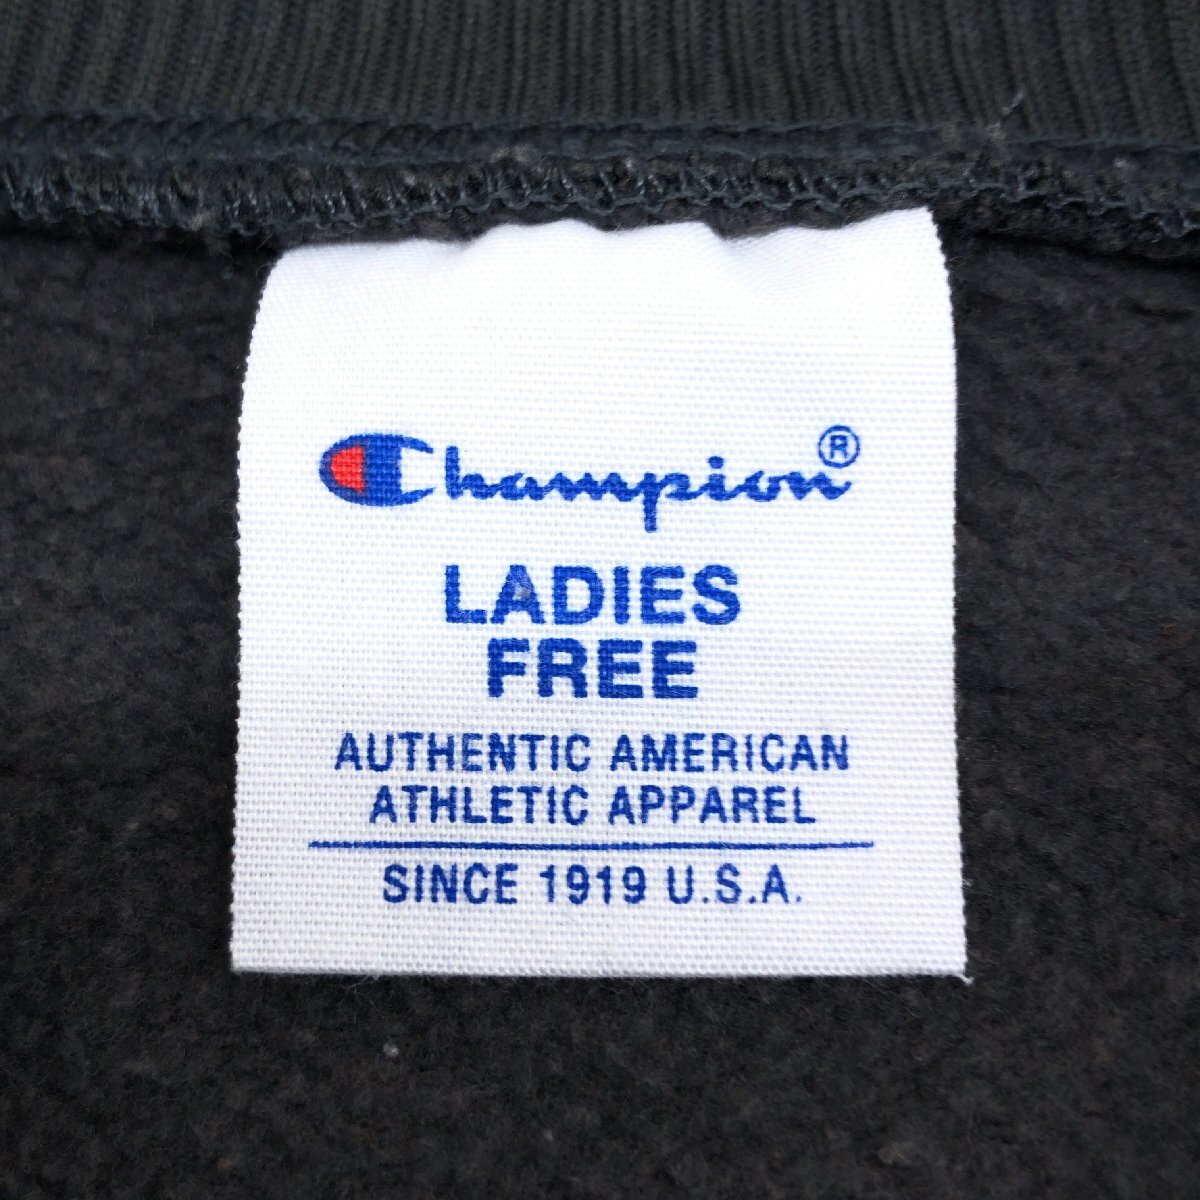 Champion®
LADIES
FREE
AUTHENTIC AMERICAN
ATHLETIC APPAREL
SINCE 1919 U.S.A.